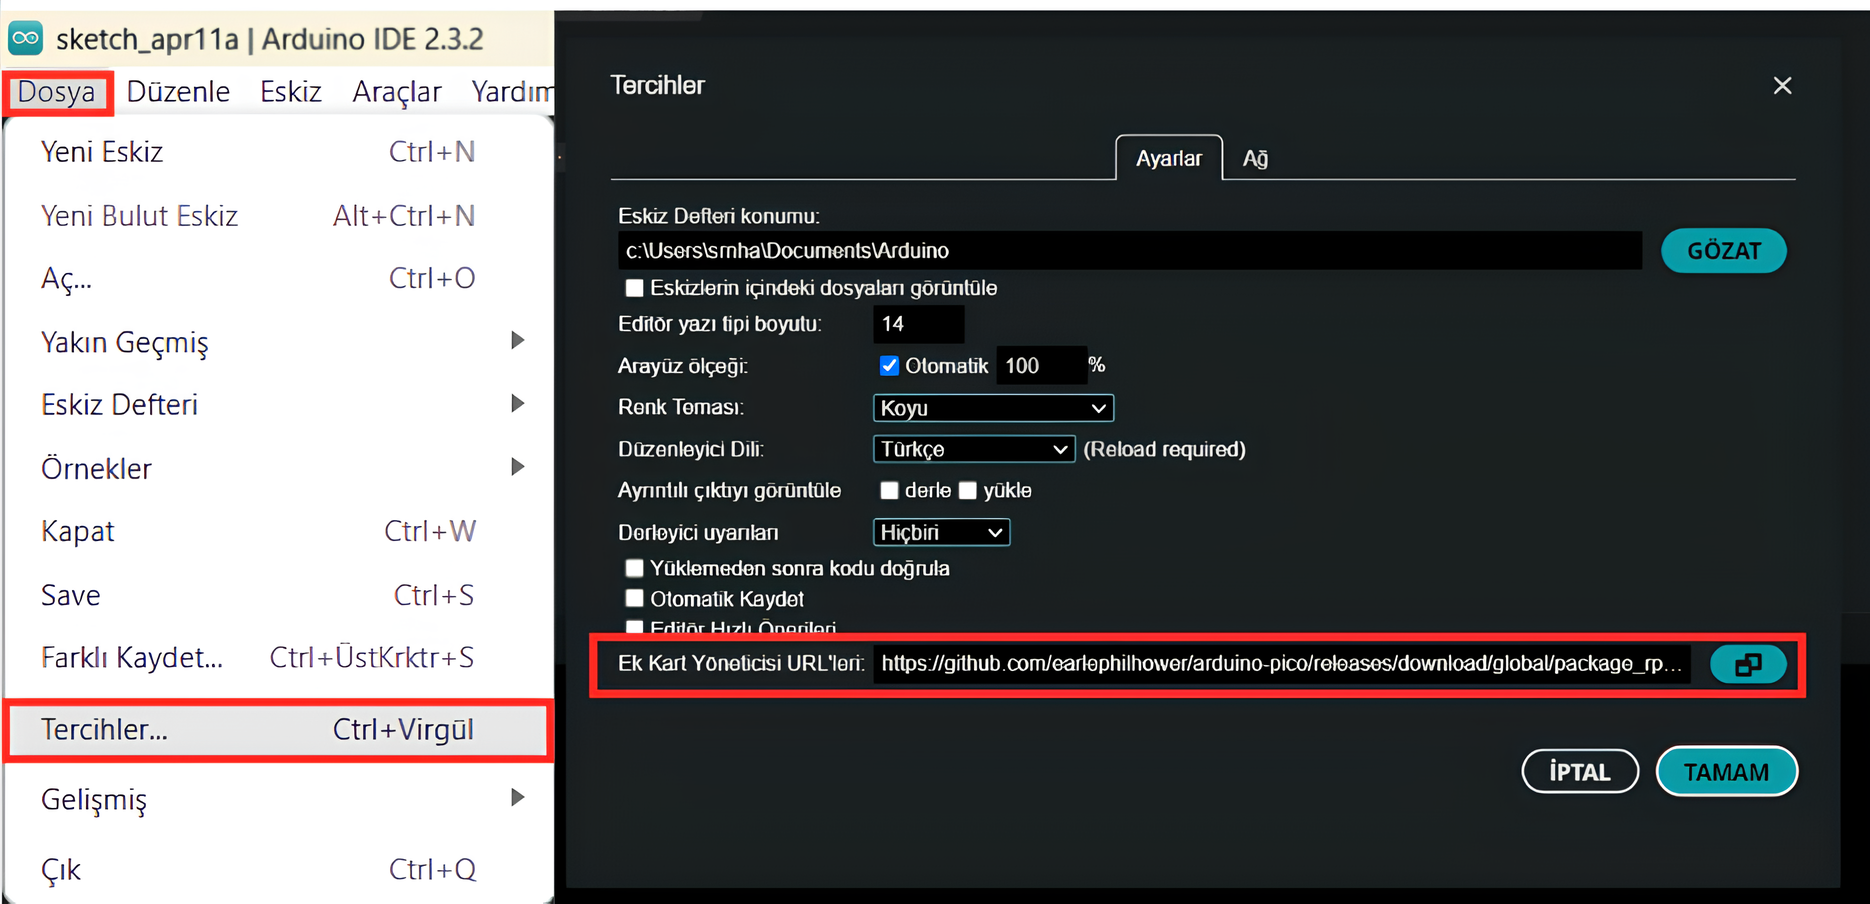 sketch_apr11a | Arduino IDE 2.3.2
Dosya Düzenle Eskiz Araçlar Yardım
Yeni Eskiz Ctrl+N
Yeni Bulut Eskiz Alt+Ctrl+N
Aç... Ctrl+O
Yakın Geçmiş
Eskiz Defteri
Örnekler
Kapat Ctrl+W
Save Ctrl+S
Farklı Kaydet... Ctrl+ÜstKrktr+S
Tercihler... Ctrl+Virgül
Gelişmiş
Çık Ctrl+Q
Tercihler
Ayarlar Ağ
Eskiz Defteri konumu:
c:\Users\srnha\Documents\Arduino GÖZAT
Eskizlerin içindeki dosyaları görüntüle
Editör yazı tipi boyutu: 14
Arayüz ölçeği: Otomatik 100 %
Renk Teması: Koyu
Düzenleyici Dili: Türkçe (Reload required)
Ayrıntılı çıktıyı görüntüle derle yükle
Derleyici uyarıları Hiçbiri
Yüklemeden sonra kodu doğrula
Otomatik Kaydet
Editör Hızlı Önerileri
Ek Kart Yöneticisi URL'leri: https://github.com/earlephilhower/arduino-pico/releases/download/global/package_rp...
İPTAL TAMAM